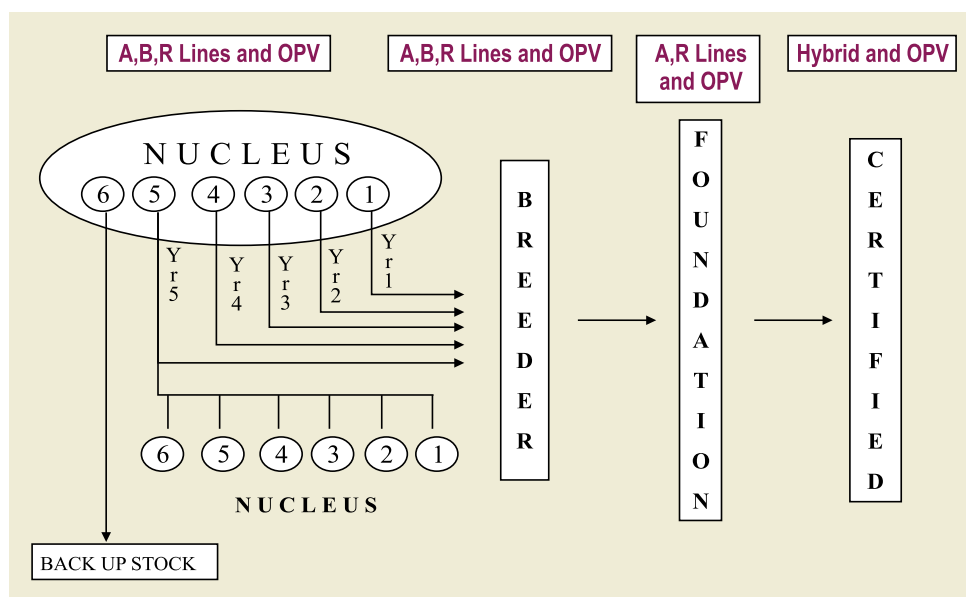 A,B,R Lines and OPV
A,B,R Lines and OPV
A,R Lines
and OPV
Hybrid and OPV
NUCLEUS
6 5 4 3 2 1
Yr5
Yr4
Yr3
Yr2
Yr1
BREEDER
FOUNDATION
CERTIFIED
6 5 4 3 2 1
NUCLEUS
BACK UP STOCK